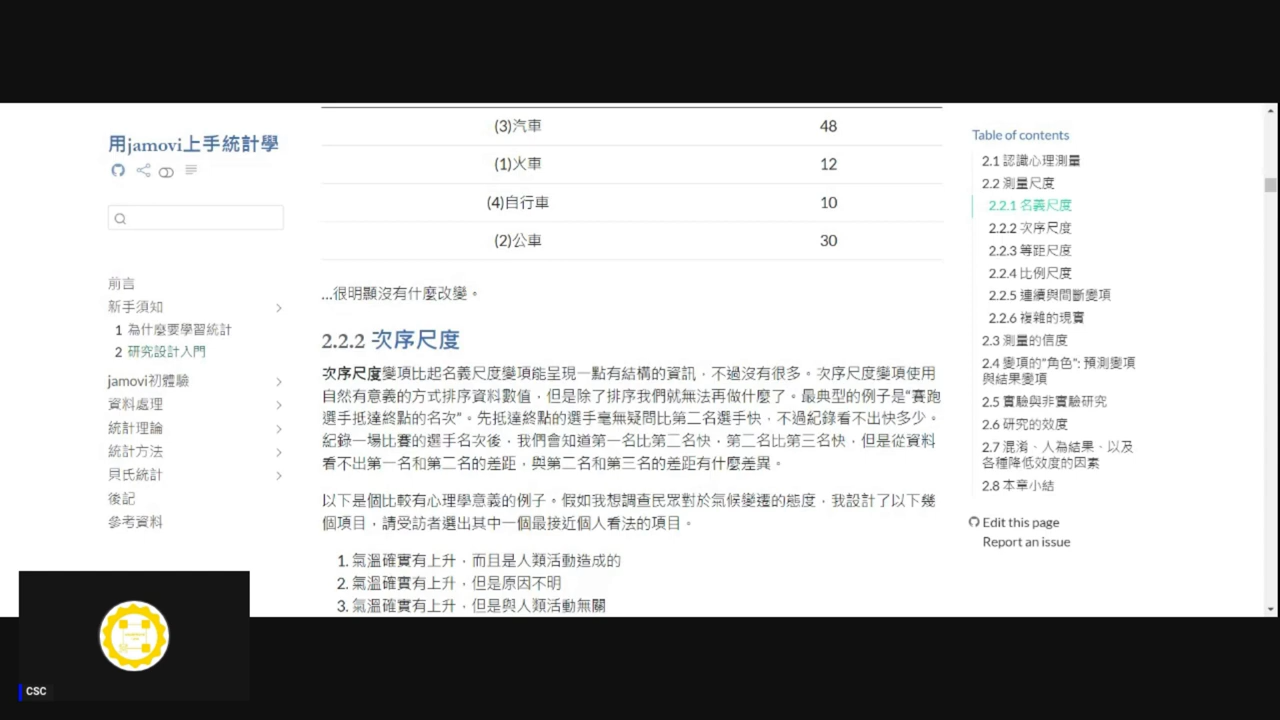 用jamovi上手統計學
前言
新手須知
1 為什麼要學習統計
2 研究設計入門
jamovi初體驗
資料處理
統計理論
統計方法
貝氏統計
後記
參考資料
(3)汽車 48
(1)火車 12
(4)自行車 10
(2)公車 30
…很明顯沒有什麼改變。
2.2.2 次序尺度
次序尺度變項比起名義尺度變項能呈現一點有結構的資訊，不過沒有很多。次序尺度變項使用
自然有意義的方式排序資料數值，但是除了排序我們就無法再做什麼了。最典型的例子是"賽跑
選手抵達終點的名次"。先抵達終點的選手毫無疑問比第二名選手快，不過紀錄看不出快多少。
紀錄一場比賽的選手名次後，我們會知道第一名比第二名快，第二名比第三名快，但是從資料
看不出第一名和第二名的差距，與第二名和第三名的差距有什麼差異。
以下是個比較有心理學意義的例子。假如我想調查民眾對於氣候變遷的態度，我設計了以下幾
個項目，請受訪者選出其中一個最接近個人看法的項目。
1. 氣溫確實有上升，而且是人類活動造成的
2. 氣溫確實有上升，但是原因不明
3. 氣溫確實有上升，但是與人類活動無關
Table of contents
2.1 認識心理測量
2.2 測量尺度
2.2.1 名義尺度
2.2.2 次序尺度
2.2.3 等距尺度
2.2.4 比例尺度
2.2.5 連續與間斷變項
2.2.6 複雜的現實
2.3 測量的信度
2.4 變項的"角色": 預測變項
與結果變項
2.5 實驗與非實驗研究
2.6 研究的效度
2.7 混淆、人為結果、以及
各種降低效度的因素
2.8 本章小結
Edit this page
Report an issue
CSC